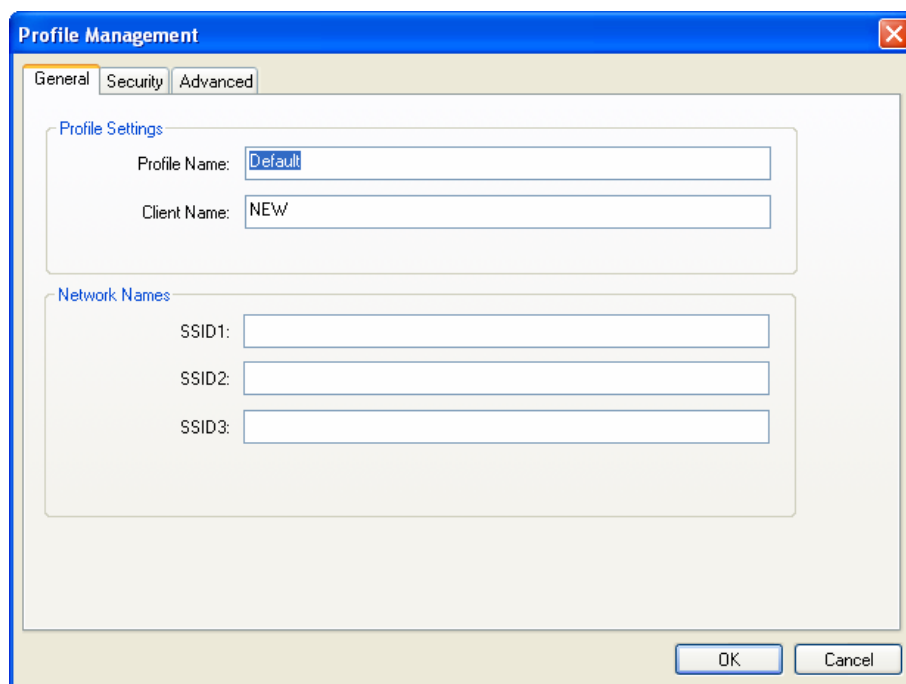 Profile Management
General Security Advanced
Profile Settings
Profile Name: Default
Client Name: NEW
Network Names
SSID1:
SSID2:
SSID3:
OK Cancel